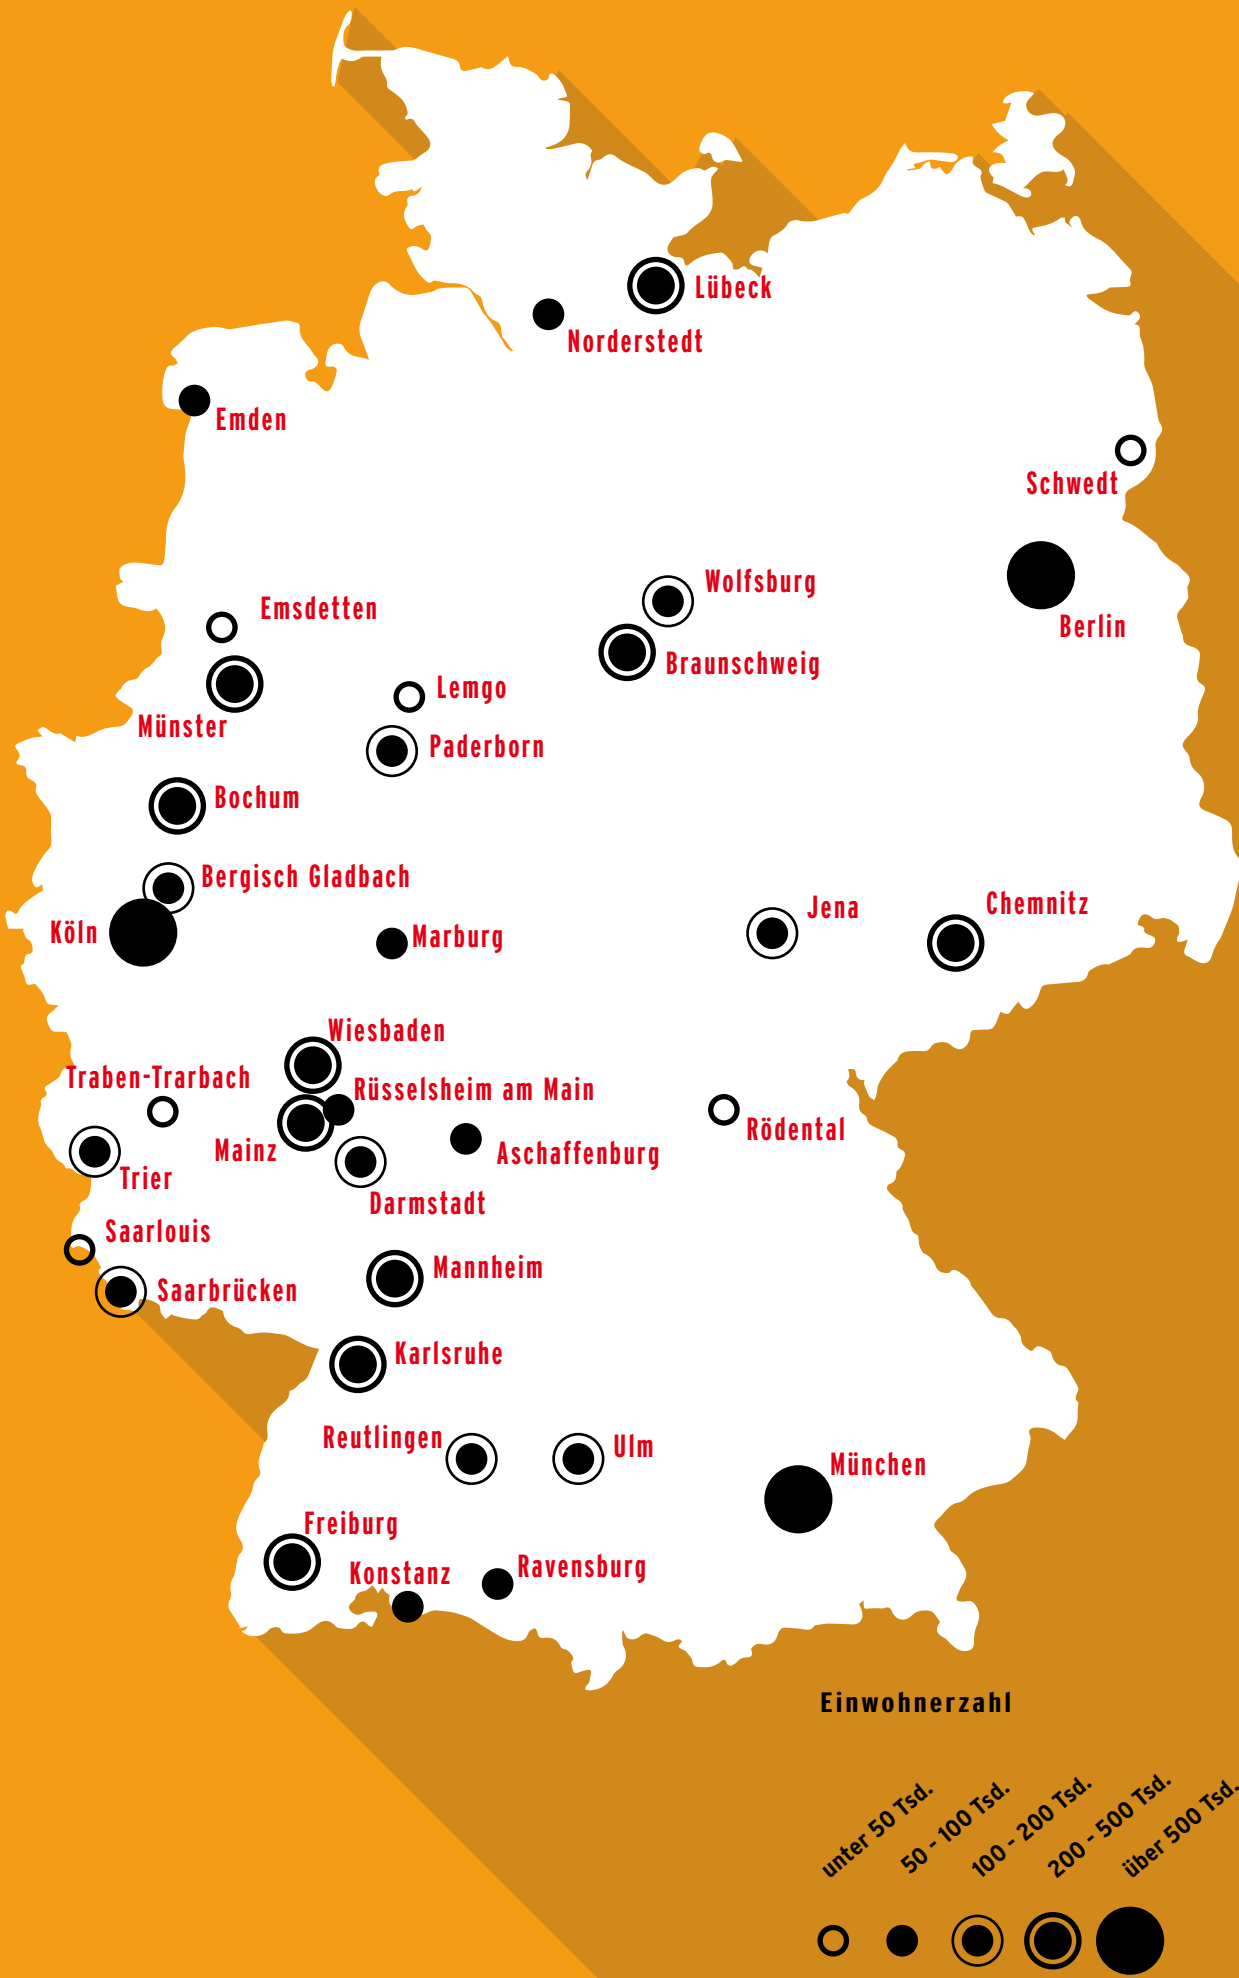 Lübeck
Norderstedt
Emden
Schwedt
Wolfsburg
Emsdetten
Berlin
Braunschweig
Lemgo
Münster
Paderborn
Bochum
Bergisch Gladbach
Jena
Chemnitz
Köln
Marburg
Wiesbaden
Traben-Trarbach
Rüsselsheim am Main
Rödental
Mainz
Aschaffenburg
Trier
Darmstadt
Saarlouis
Mannheim
Saarbrücken
Karlsruhe
Reutlingen
Ulm
München
Freiburg
Ravensburg
Konstanz
Einwohnerzahl
unter 50 Tsd.
50 - 100 Tsd.
100 - 200 Tsd.
200 - 500 Tsd.
über 500 Tsd.